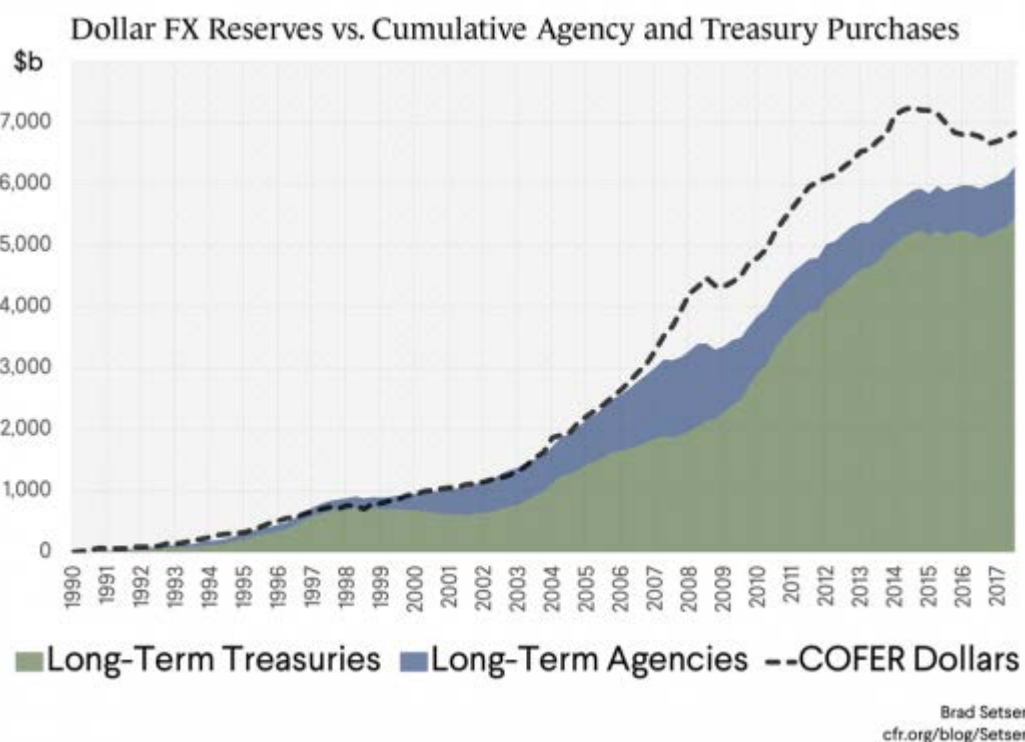 Dollar FX Reserves vs. Cumulative Agency and Treasury Purchases
$b
7,000
6,000
5,000
4,000
3,000
2,000
1,000
0
1990 1991 1992 1993 1994 1995 1996 1997 1998 1999 2000 2001 2002 2003 2004 2005 2006 2007 2008 2009 2010 2011 2012 2013 2014 2015 2016 2017
Long-Term Treasuries Long-Term Agencies COFER Dollars
Brad Setser
cfr.org/blog/Setser